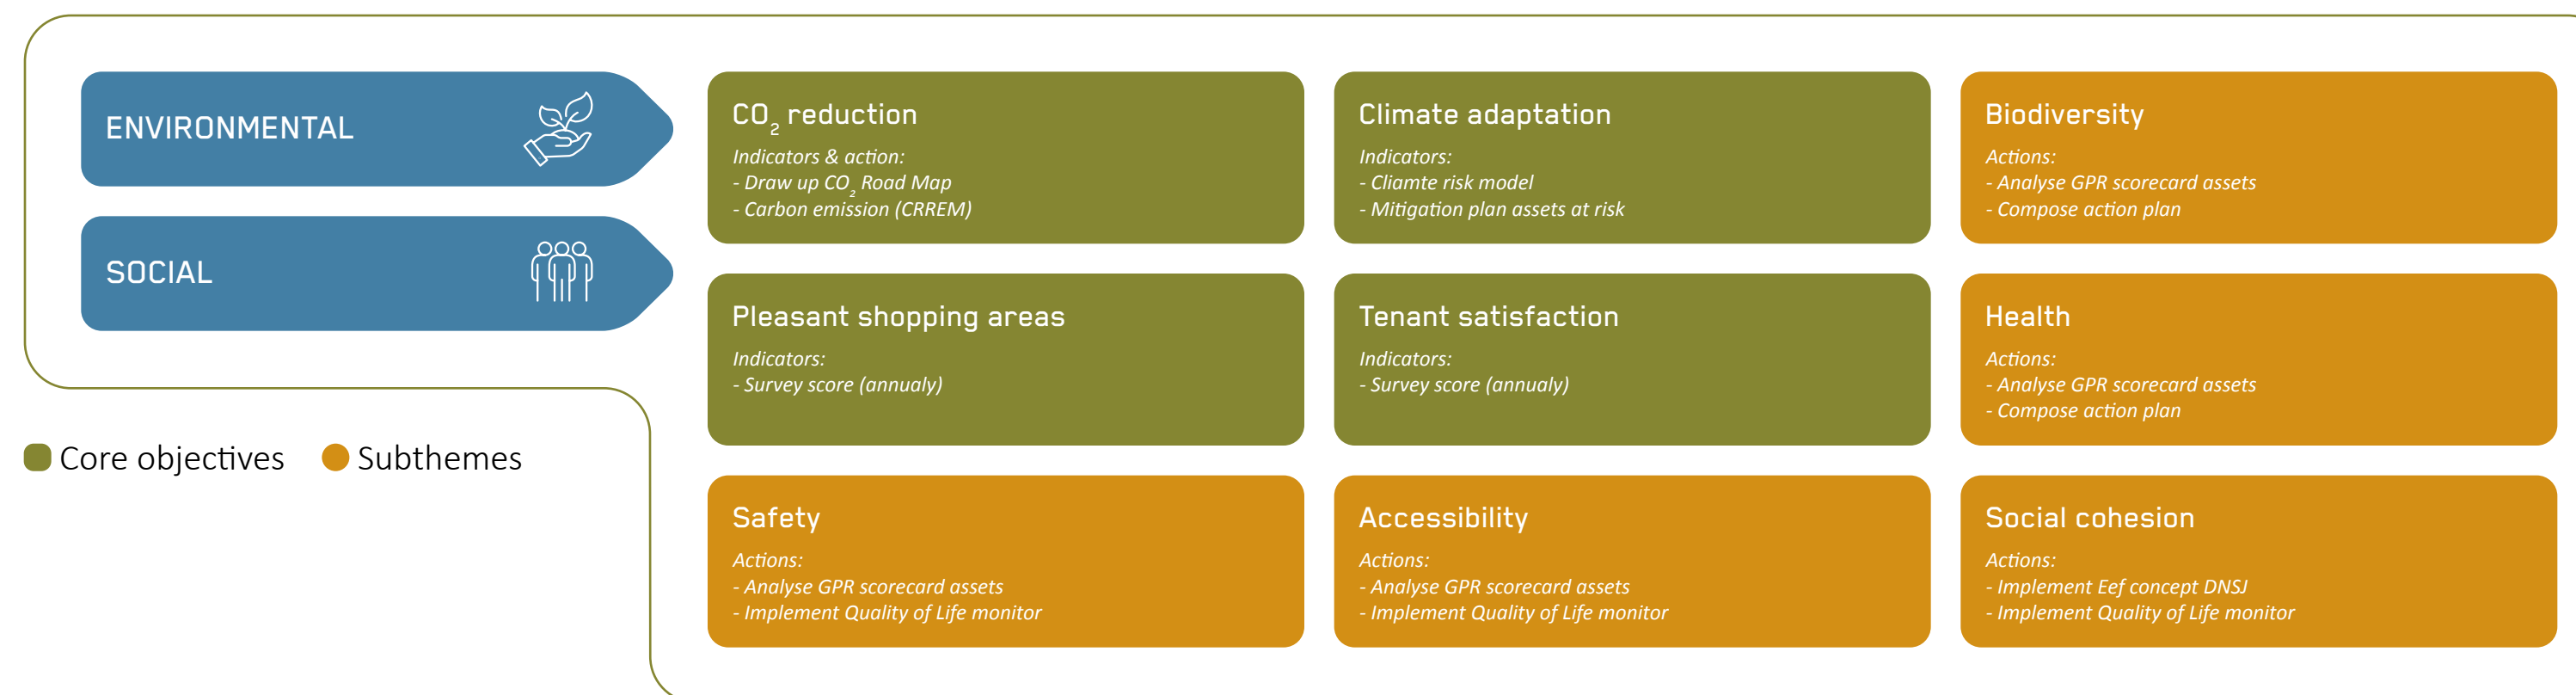 ENVIRONMENTAL
SOCIAL
CO₂ reduction
Indicators & action:
- Draw up CO₂ Road Map
- Carbon emission (CRREM)
Climate adaptation
Indicators:
- Cliamte risk model
- Mitigation plan assets at risk
Biodiversity
Actions:
- Analyse GPR scorecard assets
- Compose action plan
Pleasant shopping areas
Indicators:
- Survey score (annualy)
Tenant satisfaction
Indicators:
- Survey score (annualy)
Health
Actions:
- Analyse GPR scorecard assets
- Compose action plan
Core objectives
Subthemes
Safety
Actions:
- Analyse GPR scorecard assets
- Implement Quality of Life monitor
Accessibility
Actions:
- Analyse GPR scorecard assets
- Implement Quality of Life monitor
Social cohesion
Actions:
- Implement Eef concept DNSJ
- Implement Quality of Life monitor